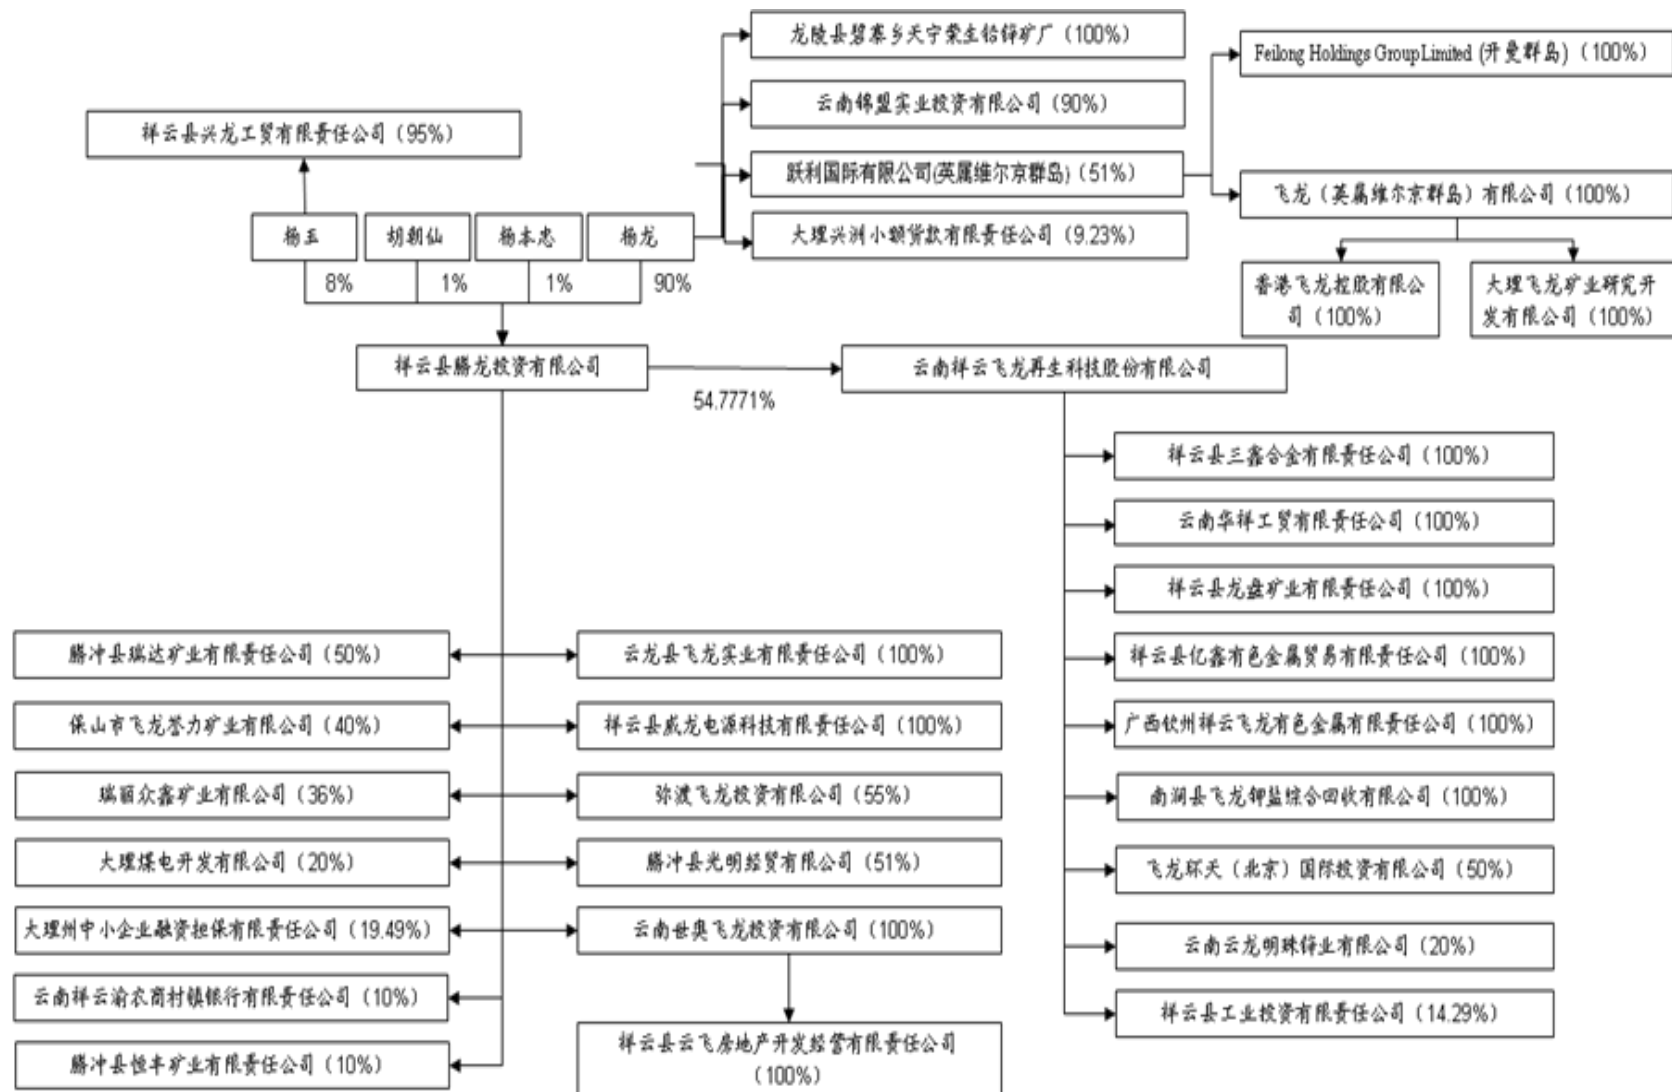 龙陵县碧寨乡天宁荣生铅锌矿厂（100%）
Feilong Holdings Group Limited (开曼群岛)（100%）
云南锦盟实业投资有限公司（90%）
祥云县兴龙工贸有限责任公司（95%）
跃利国际有限公司(英属维尔京群岛)（51%）
飞龙（英属维尔京群岛）有限公司（100%）
杨玉
胡朝仙
杨本忠
杨龙
大理兴洲小额贷款有限责任公司（9.23%）
8%
1%
1%
90%
香港飞龙控股有限公
司（100%）
大理飞龙矿业研究开
发有限公司（100%）
祥云县腾龙投资有限公司
云南祥云飞龙再生科技股份有限公司
54.7771%
祥云县三鑫合金有限责任公司（100%）
云南华祥工贸有限责任公司（100%）
祥云县龙盘矿业有限责任公司（100%）
腾冲县瑞达矿业有限责任公司（50%）
云龙县飞龙实业有限责任公司（100%）
祥云县亿鑫有色金属贸易有限责任公司（100%）
保山市飞龙誉力矿业有限公司（40%）
祥云县威龙电源科技有限责任公司（100%）
广西钦州祥云飞龙有色金属有限责任公司（100%）
瑞丽众鑫矿业有限公司（36%）
弥渡飞龙投资有限公司（55%）
南涧县飞龙钾盐综合回收有限公司（100%）
大理煤电开发有限公司（20%）
腾冲县光明经贸有限公司（51%）
飞龙环天（北京）国际投资有限公司（50%）
大理州中小企业融资担保有限责任公司（19.49%）
云南世奥飞龙投资有限公司（100%）
云南云龙明珠锌业有限公司（20%）
云南祥云渝农商村镇银行有限责任公司（10%）
祥云县工业投资有限责任公司（14.29%）
腾冲县恒丰矿业有限责任公司（10%）
祥云县云飞房地产开发经营有限责任公司
（100%）